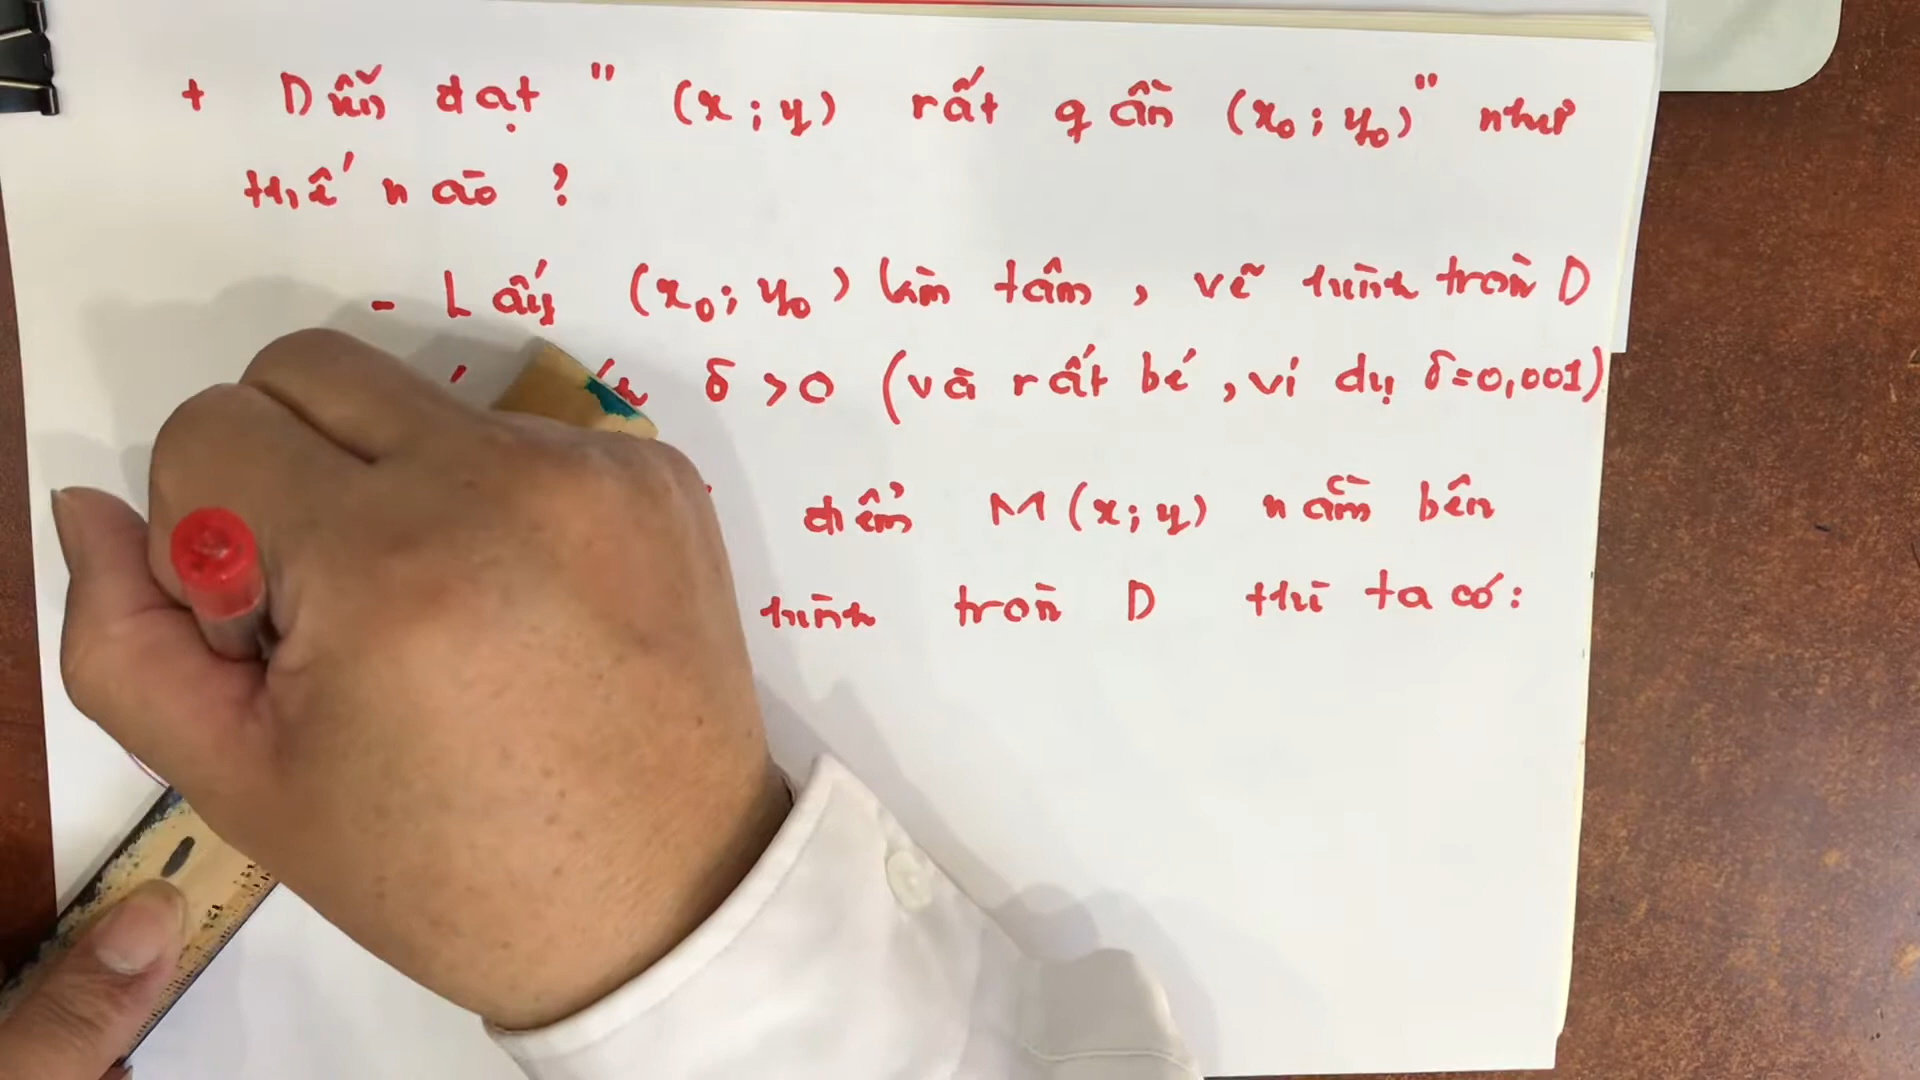 + Diễn đạt " (x; y) rất gần (x₀; y₀)" như
thế nào ?
- Lấy (x₀; y₀) làm tâm, vẽ hình tròn D
δ > 0 (và rất bé, ví dụ δ=0,001)
điểm M(x; y) nằm bên
hình tròn D thì ta có: